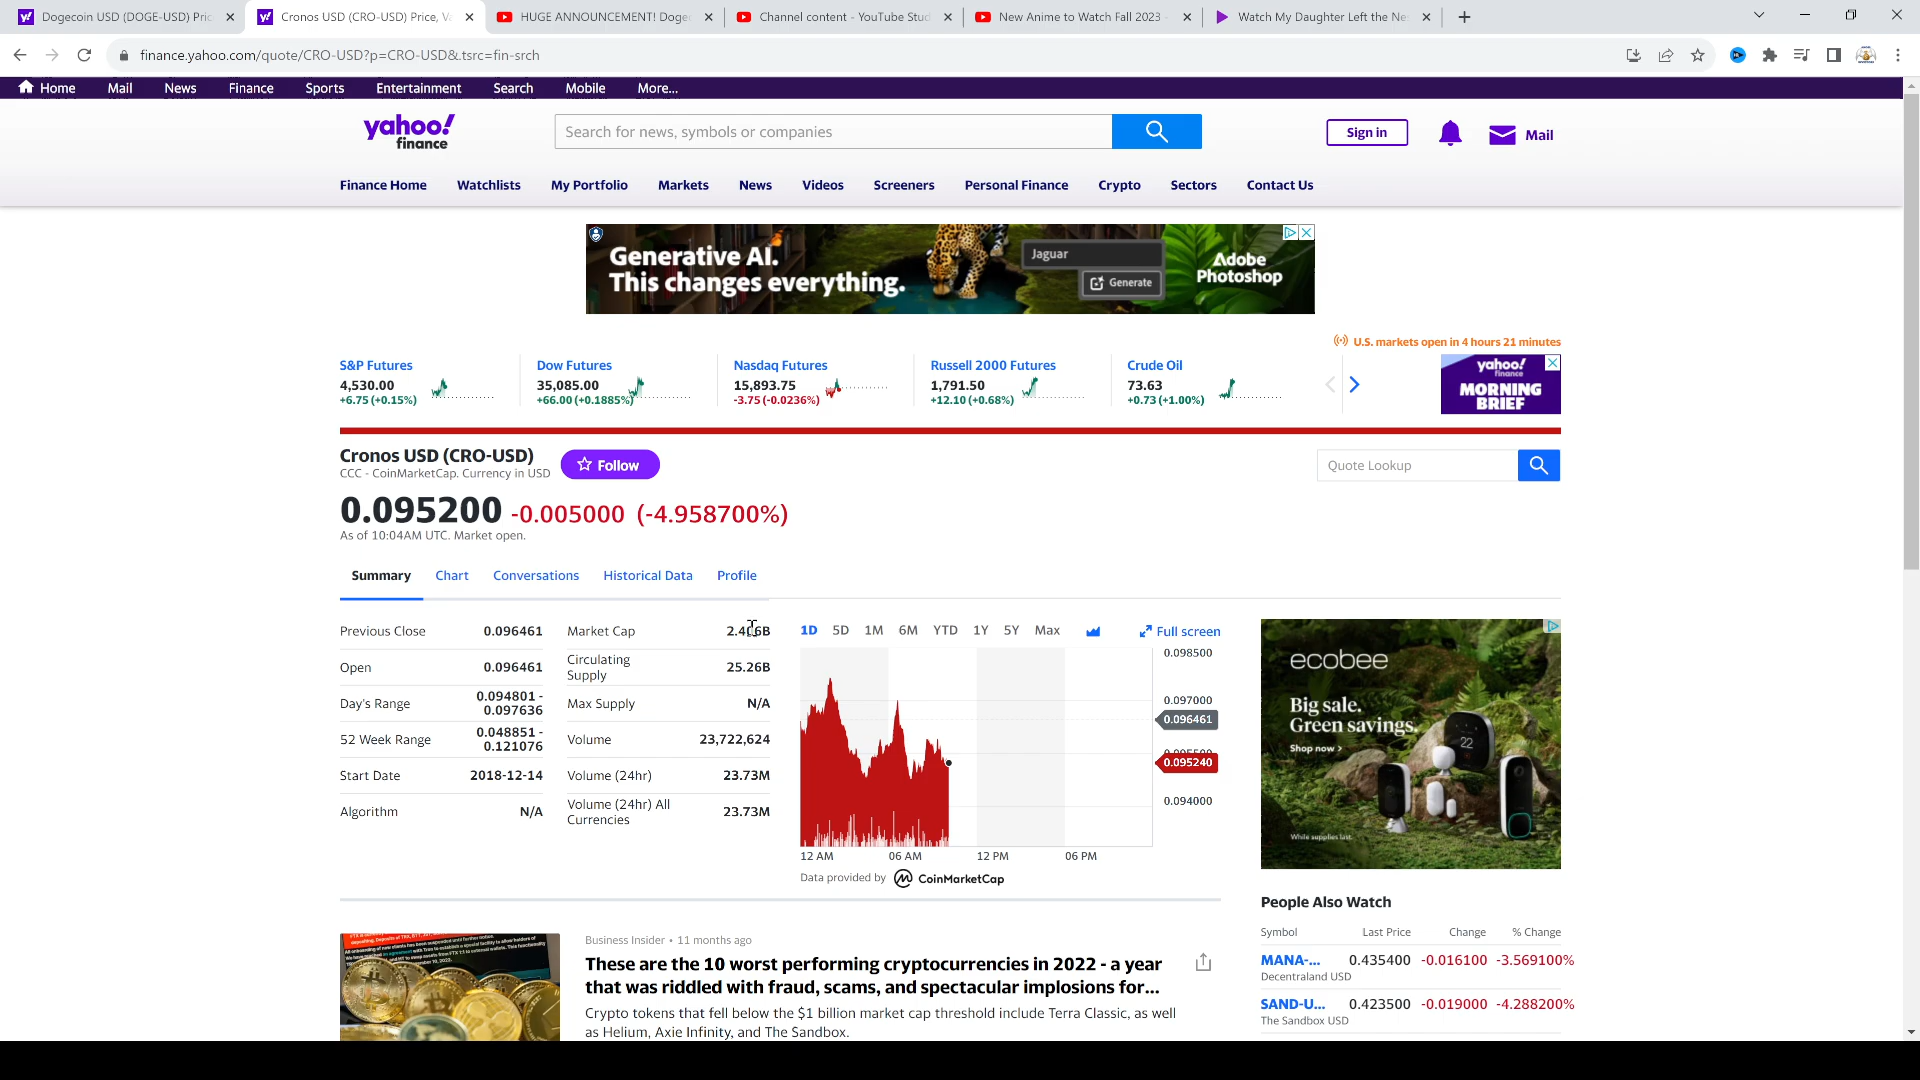 Dogecoin USD (DOGE-USD) Pric
Cronos USD (CRO-USD) Price, Va
HUGE ANNOUNCEMENT! Doge
Channel content - YouTube Stud
New Anime to Watch Fall 2023 -
Watch My Daughter Left the Ne
finance.yahoo.com/quote/CRO-USD?p=CRO-USD&.tsrc=fin-srch
Home Mail News Finance Sports Entertainment Search Mobile More...
yahoo!
finance
Search for news, symbols or companies
Sign in
Mail
Finance Home Watchlists My Portfolio Markets News Videos Screeners Personal Finance Crypto Sectors Contact Us
Generative AI.
This changes everything.
Jaguar
Generate
Adobe
Photoshop
U.S. markets open in 4 hours 21 minutes
S&P Futures
4,530.00
+6.75 (+0.15%)
Dow Futures
35,085.00
+66.00 (+0.1885%)
Nasdaq Futures
15,893.75
-3.75 (-0.0236%)
Russell 2000 Futures
1,791.50
+12.10 (+0.68%)
Crude Oil
73.63
+0.73 (+1.00%)
yahoo!
finance
MORNING
BRIEF
Cronos USD (CRO-USD)
CCC - CoinMarketCap. Currency in USD
Follow
Quote Lookup
0.095200 -0.005000 (-4.958700%)
As of 10:04AM UTC. Market open.
Summary Chart Conversations Historical Data Profile
Previous Close 0.096461
Open 0.096461
Day's Range 0.094801 -
0.097636
52 Week Range 0.048851 -
0.121076
Start Date 2018-12-14
Algorithm N/A
Market Cap
Circulating
Supply 25.26B
Max Supply N/A
Volume 23,722,624
Volume (24hr) 23.73M
Volume (24hr) All
Currencies 23.73M
1D 5D 1M 6M YTD 1Y 5Y Max Full screen
0.098500
0.097000
0.096461
0.095240
0.094000
12 AM 06 AM 12 PM 06 PM
Data provided by CoinMarketCap
ecobee
Big sale.
Green savings.
Shop now >
22
While supplies last.
People Also Watch
Symbol Last Price Change % Change
MANA-... 0.435400 -0.016100 -3.569100%
Decentraland USD
SAND-U... 0.423500 -0.019000 -4.288200%
The Sandbox USD
Business Insider • 11 months ago
These are the 10 worst performing cryptocurrencies in 2022 - a year
that was riddled with fraud, scams, and spectacular implosions for...
Crypto tokens that fell below the $1 billion market cap threshold include Terra Classic, as well
as Helium, Axie Infinity, and The Sandbox.